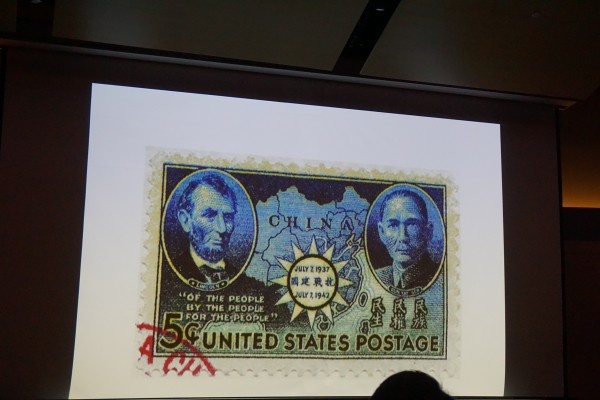 CHINA
LINCOLN
JULY 7, 1937
抗戰建國
JULY 7, 1942
"OF THE PEOPLE
BY THE PEOPLE
FOR THE PEOPLE"
民族
民權
民生
5¢ UNITED STATES POSTAGE